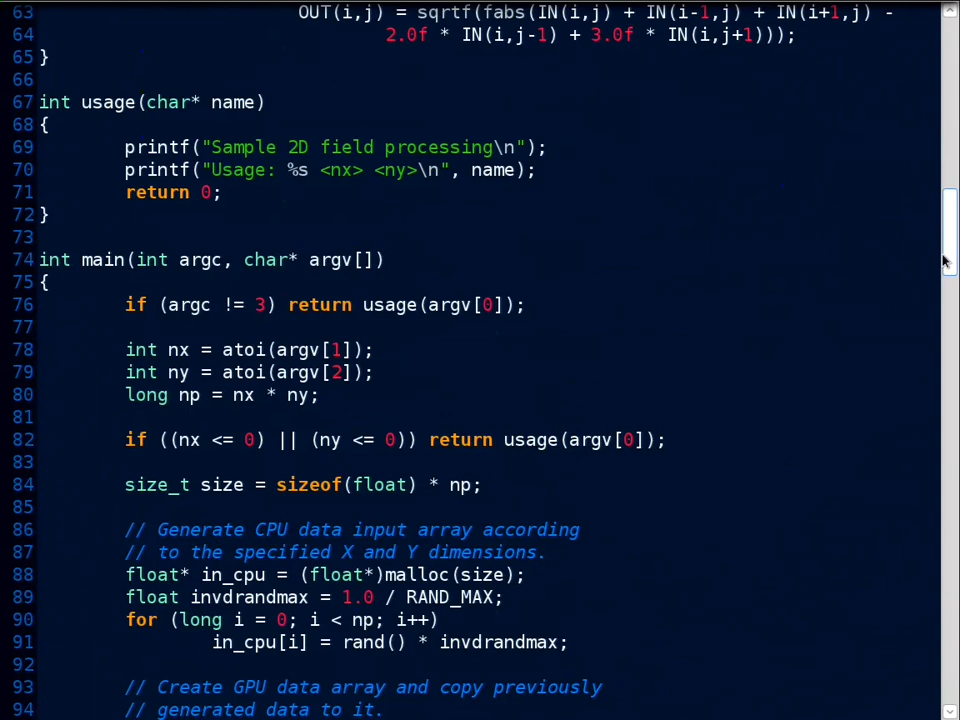 63 OUT(i,j) = sqrtf(fabs(IN(i,j) + IN(i-1,j) + IN(i+1,j) -
64 2.0f * IN(i,j-1) + 3.0f * IN(i,j+1)));
65 }
66
67 int usage(char* name)
68 {
69 printf("Sample 2D field processing\n");
70 printf("Usage: %s <nx> <ny>\n", name);
71 return 0;
72 }
73
74 int main(int argc, char* argv[])
75 {
76 if (argc != 3) return usage(argv[0]);
77
78 int nx = atoi(argv[1]);
79 int ny = atoi(argv[2]);
80 long np = nx * ny;
81
82 if ((nx <= 0) || (ny <= 0)) return usage(argv[0]);
83
84 size_t size = sizeof(float) * np;
85
86 // Generate CPU data input array according
87 // to the specified X and Y dimensions.
88 float* in_cpu = (float*)malloc(size);
89 float invdrandmax = 1.0 / RAND_MAX;
90 for (long i = 0; i < np; i++)
91 in_cpu[i] = rand() * invdrandmax;
92
93 // Create GPU data array and copy previously
94 // generated data to it.